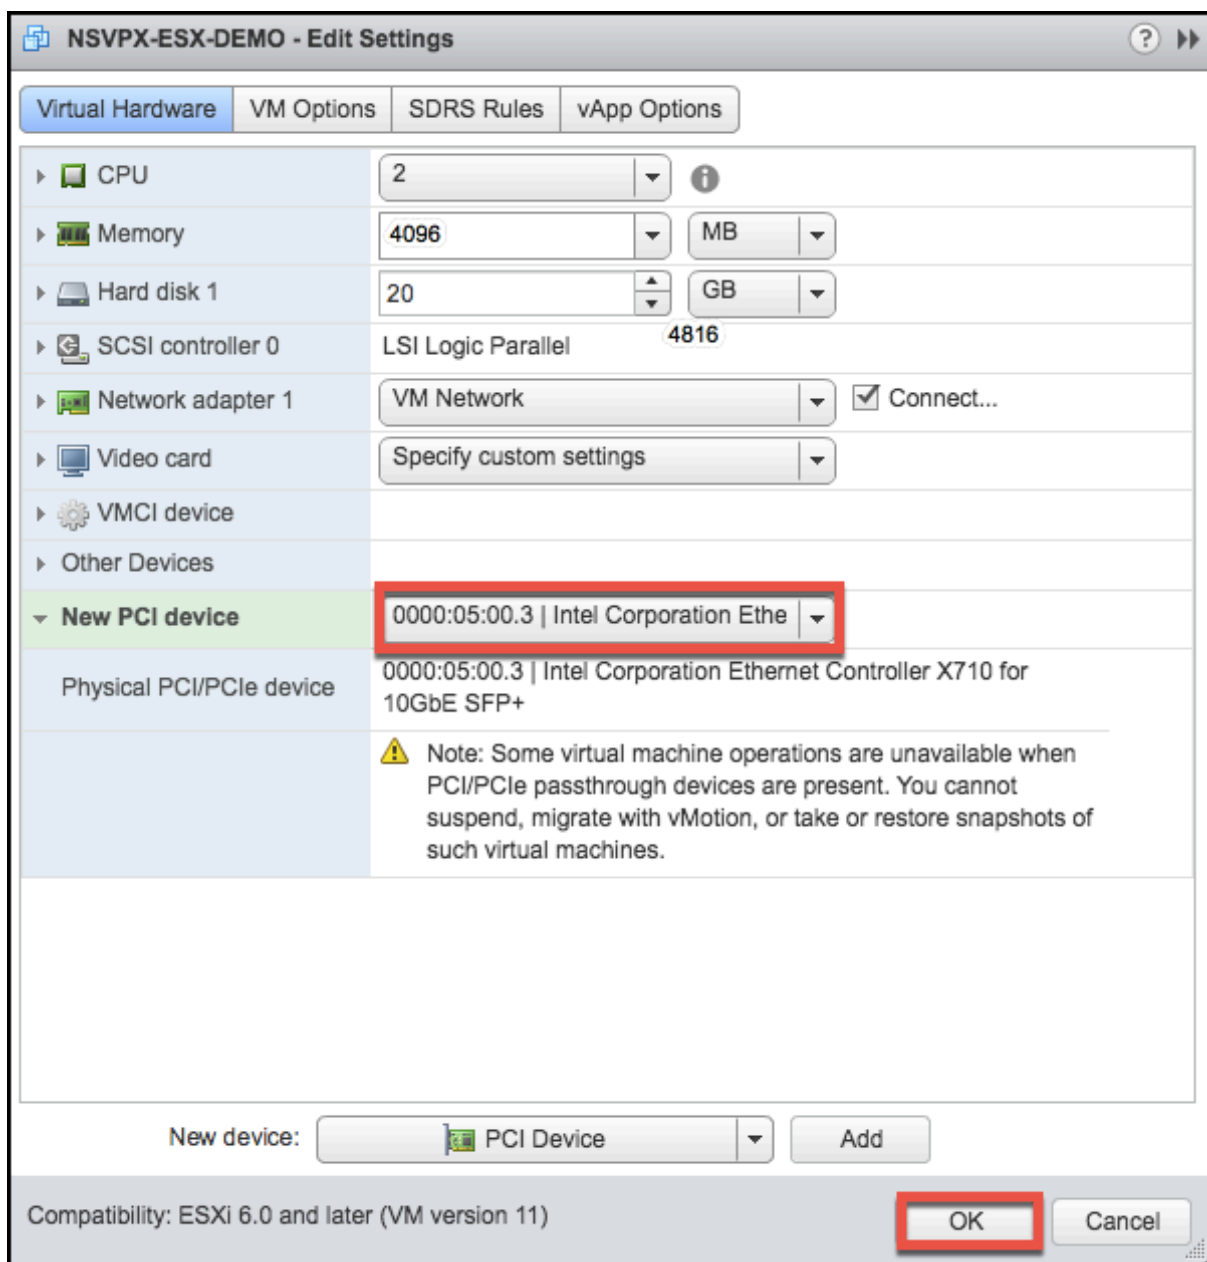 NSVPX-ESX-DEMO - Edit Settings ?
Virtual Hardware VM Options SDRS Rules vApp Options
CPU 2
Memory 4096 MB
Hard disk 1 20 GB
4816
SCSI controller 0 LSI Logic Parallel
Network adapter 1 VM Network Connect...
Video card Specify custom settings
VMCI device
Other Devices
New PCI device 0000:05:00.3 | Intel Corporation Ethe
Physical PCI/PCIe device 0000:05:00.3 | Intel Corporation Ethernet Controller X710 for
10GbE SFP+
Note: Some virtual machine operations are unavailable when
PCI/PCIe passthrough devices are present. You cannot
suspend, migrate with vMotion, or take or restore snapshots of
such virtual machines.
New device: PCI Device Add
Compatibility: ESXi 6.0 and later (VM version 11) OK Cancel